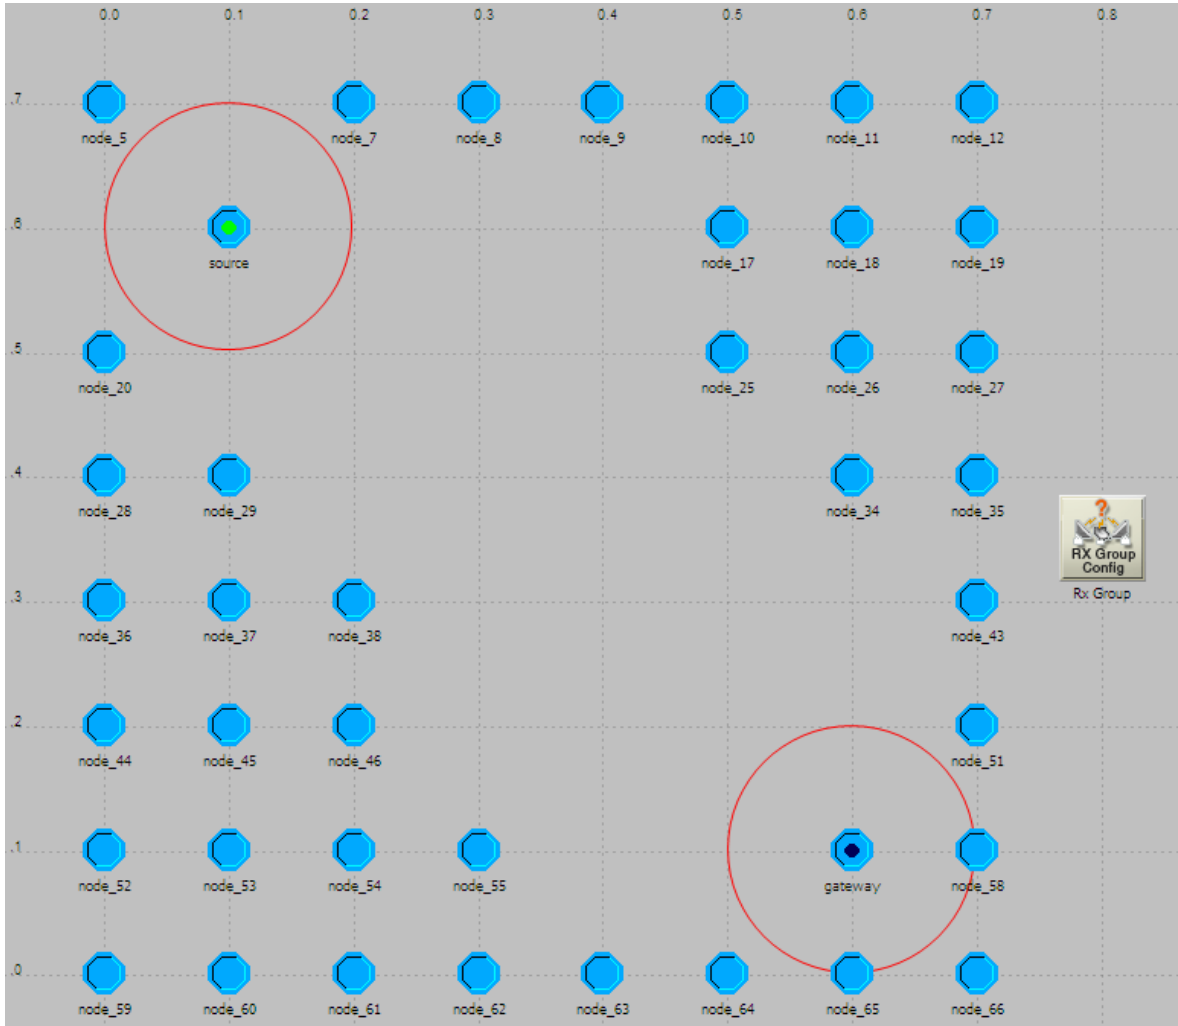 0.0 0.1 0.2 0.3 0.4 0.5 0.6 0.7 0.8
.7
node_5 node_7 node_8 node_9 node_10 node_11 node_12
.6
source node_17 node_18 node_19
.5
node_20 node_25 node_26 node_27
.4
node_28 node_29 node_34 node_35
?
RX Group
Config
Rx Group
.3
node_36 node_37 node_38 node_43
.2
node_44 node_45 node_46 node_51
.1
node_52 node_53 node_54 node_55 gateway node_58
.0
node_59 node_60 node_61 node_62 node_63 node_64 node_65 node_66